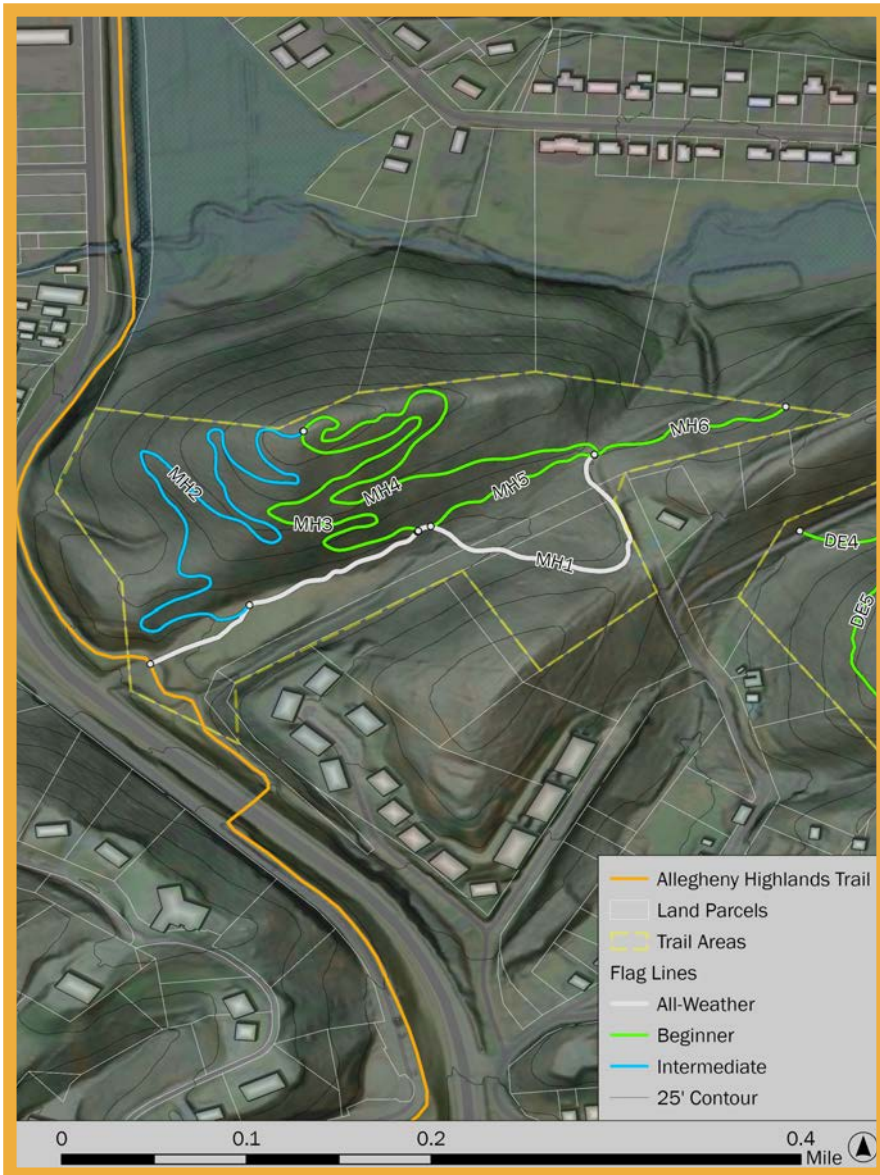 MH6
MH2
MH4
MH5
MH3
MH1
DE4
DE5
Allegheny Highlands Trail
Land Parcels
Trail Areas
Flag Lines
All-Weather
Beginner
Intermediate
25' Contour
0
0.1
0.2
0.4
Mile